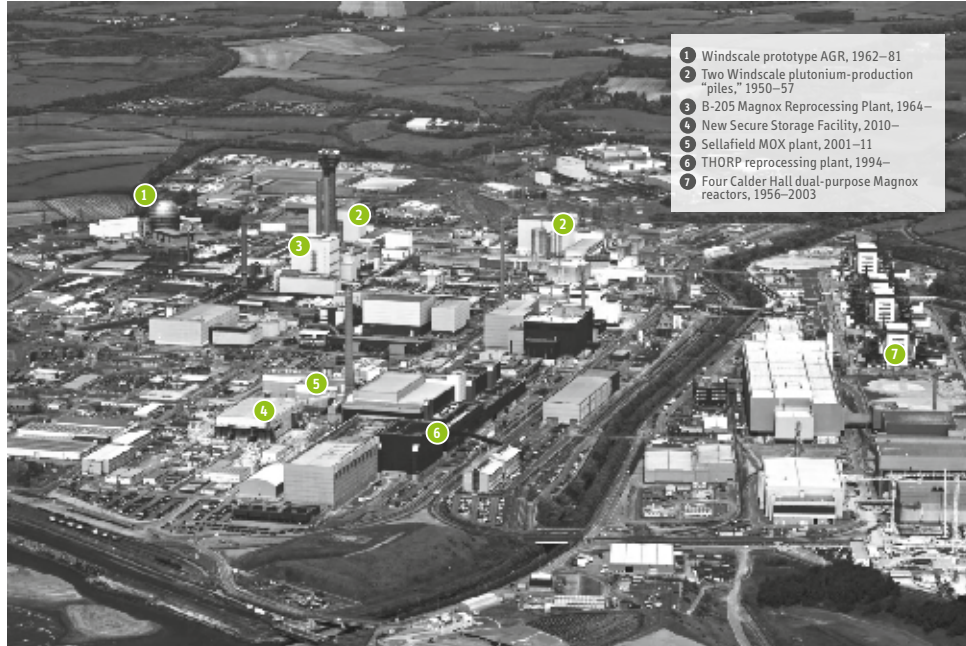 1 Windscale prototype AGR, 1962–81
2 Two Windscale plutonium-production
“piles,” 1950–57
3 B-205 Magnox Reprocessing Plant, 1964–
4 New Secure Storage Facility, 2010–
5 Sellafield MOX plant, 2001–11
6 THORP reprocessing plant, 1994–
7 Four Calder Hall dual-purpose Magnox
reactors, 1956–2003
1
2
2
3
7
5
4
6